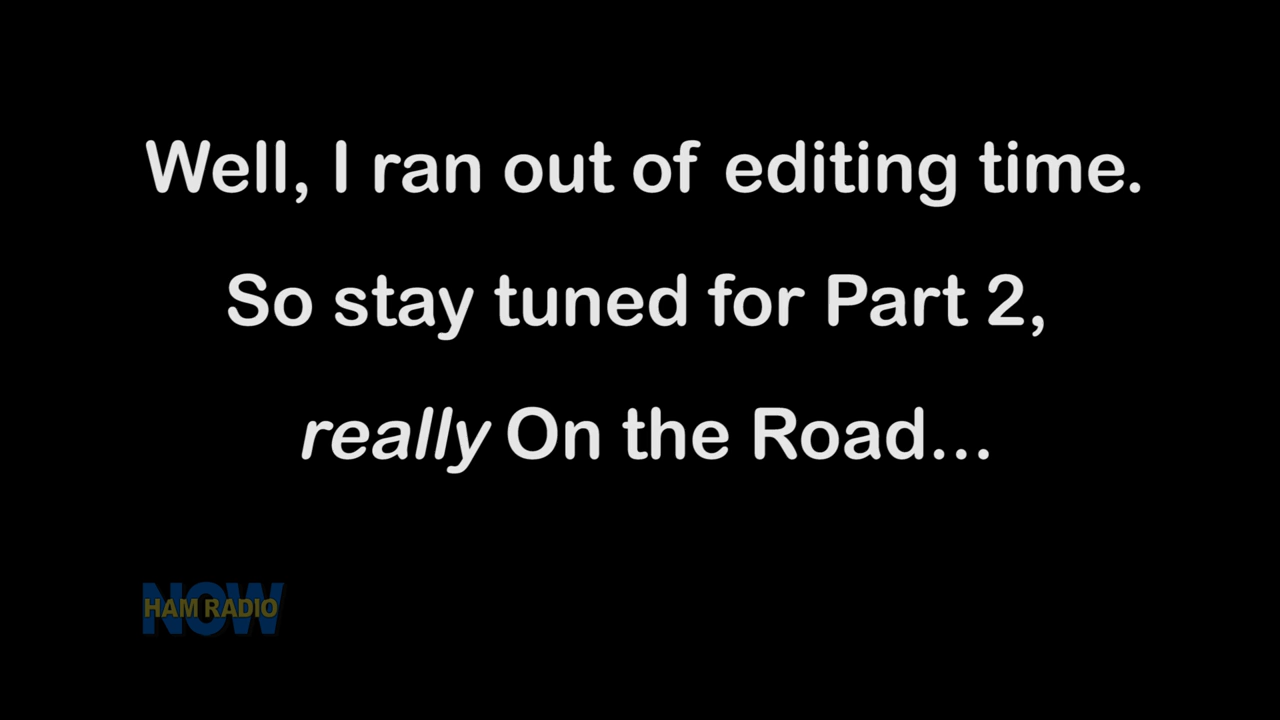 Well, I ran out of editing time.
So stay tuned for Part 2,
really On the Road...
NOW
HAM RADIO